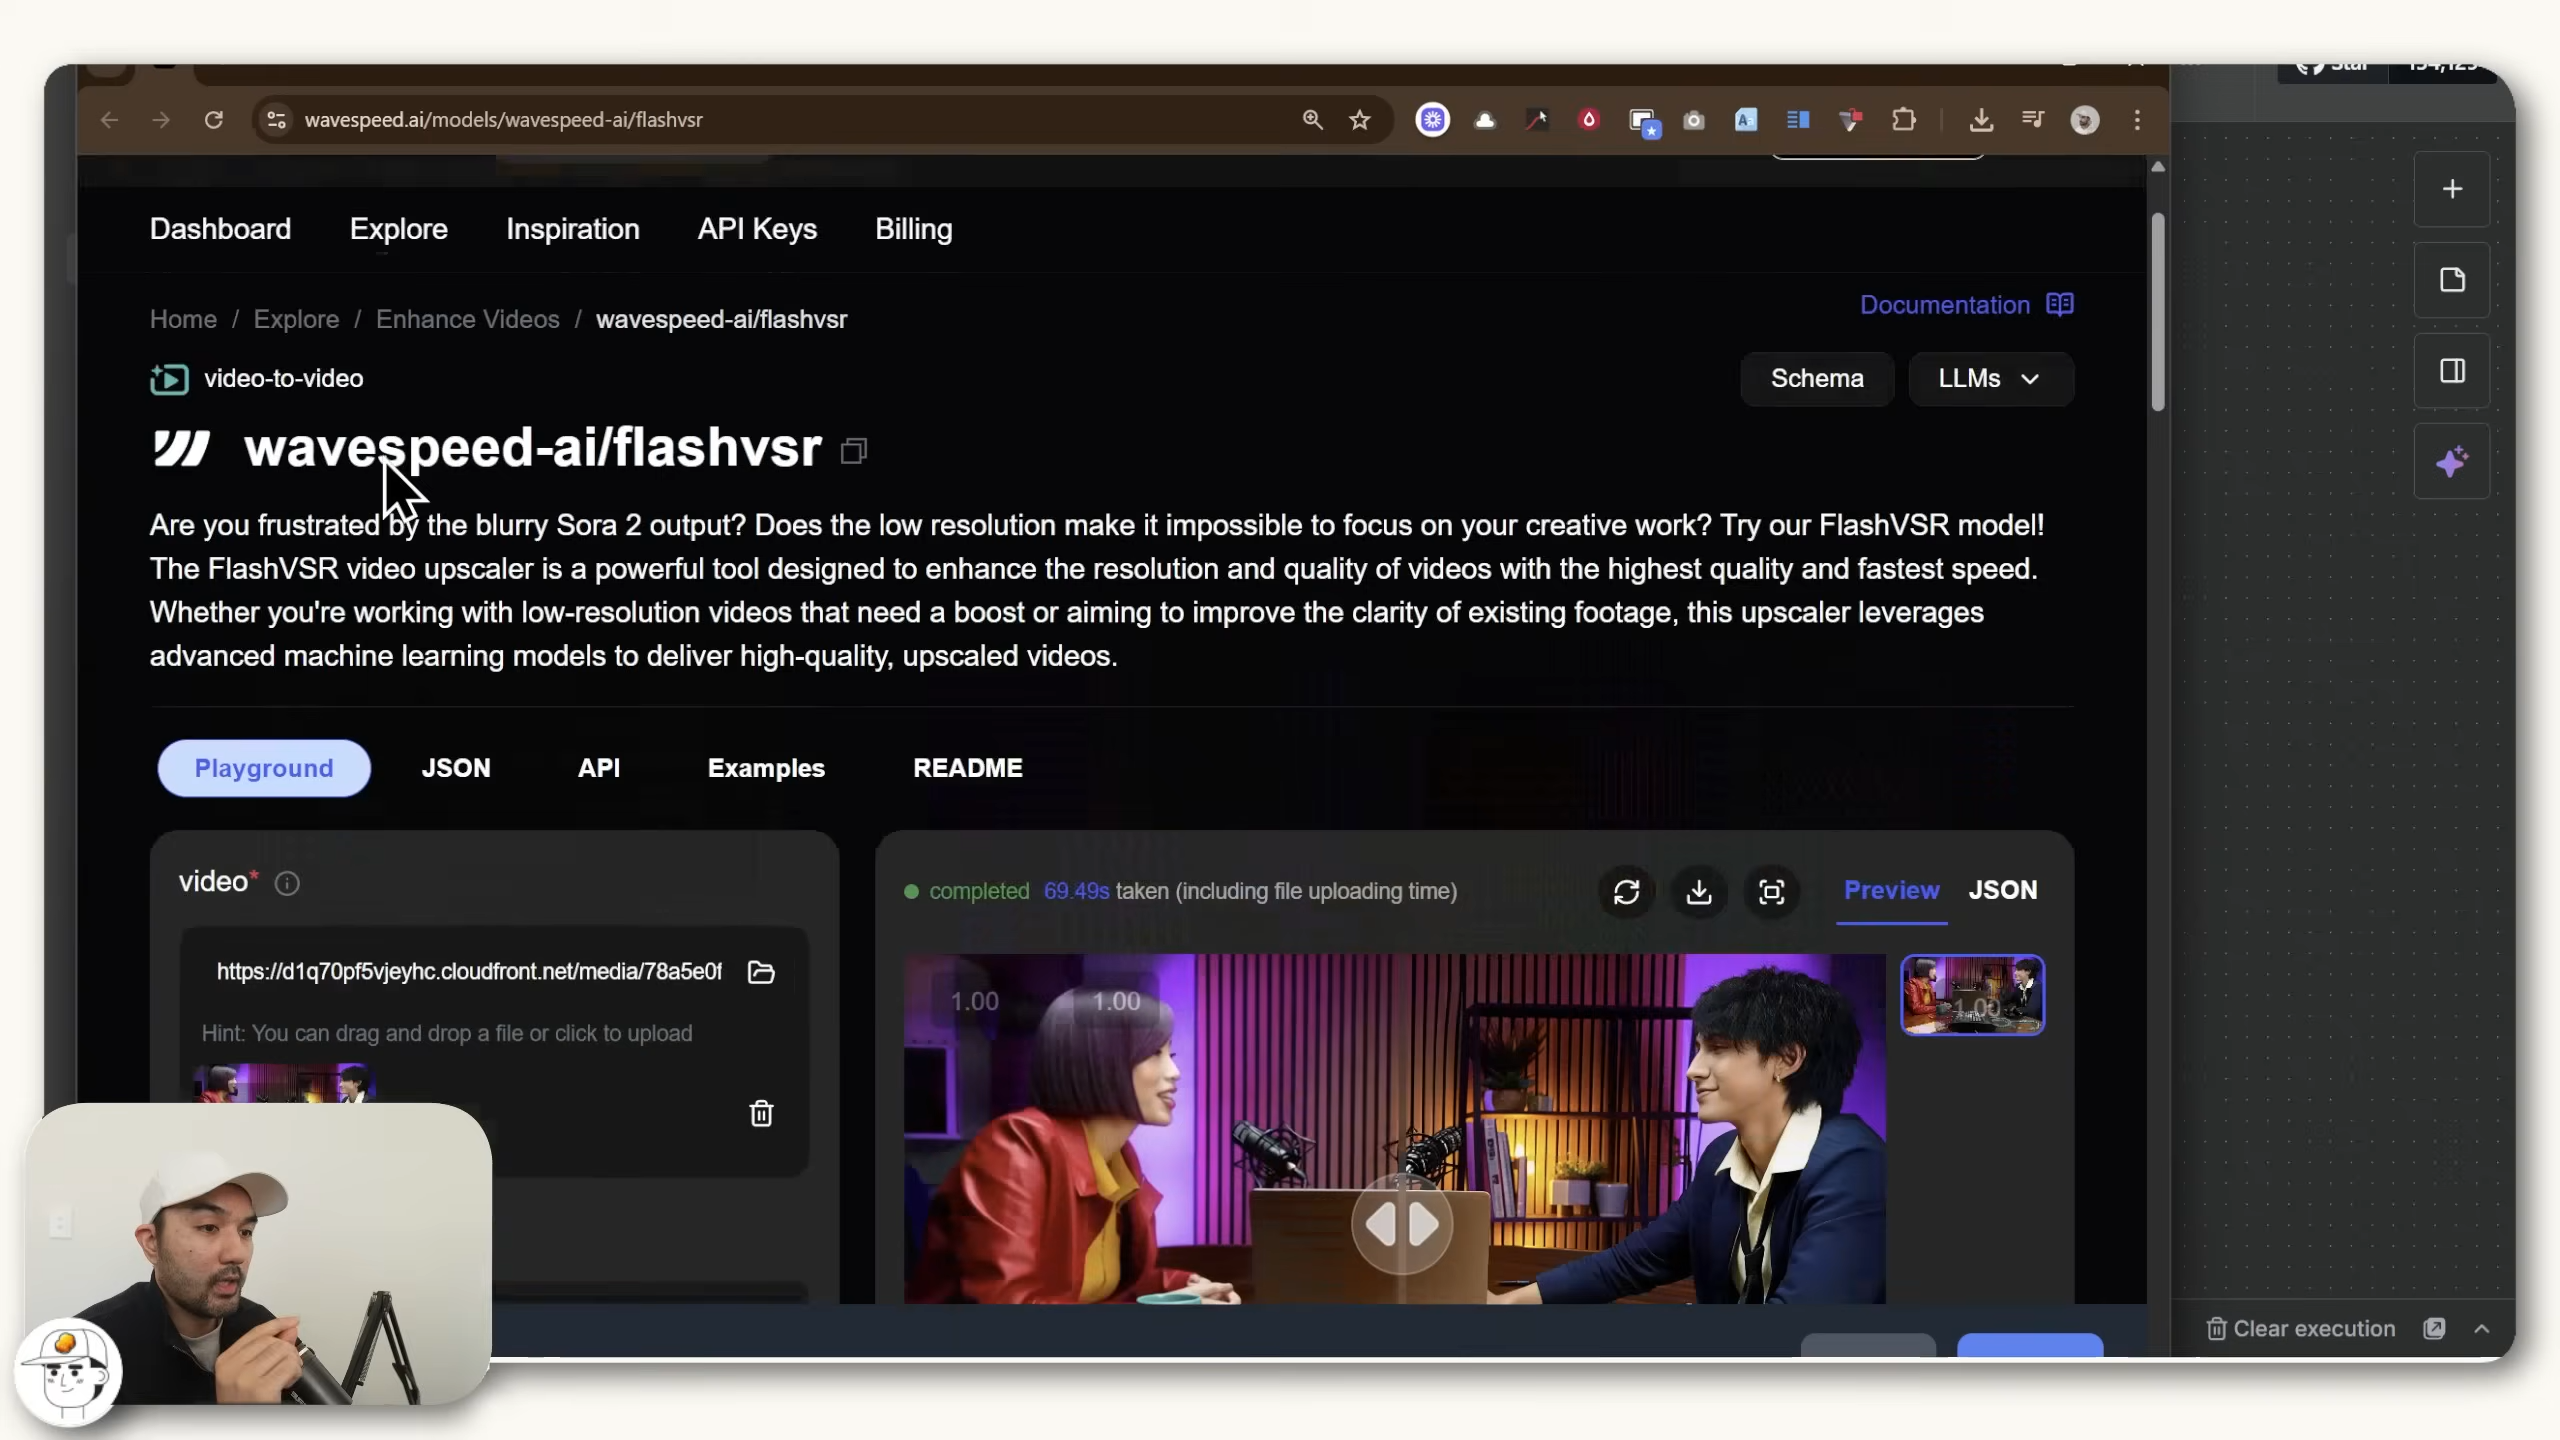 wavespeed.ai/models/wavespeed-ai/flashvsr
Dashboard
Explore
Inspiration
API Keys
Billing
Home / Explore / Enhance Videos / wavespeed-ai/flashvsr
Documentation
video-to-video
Schema
LLMs
wavespeed-ai/flashvsr
Are you frustrated by the blurry Sora 2 output? Does the low resolution make it impossible to focus on your creative work? Try our FlashVSR model!
The FlashVSR video upscaler is a powerful tool designed to enhance the resolution and quality of videos with the highest quality and fastest speed.
Whether you're working with low-resolution videos that need a boost or aiming to improve the clarity of existing footage, this upscaler leverages
advanced machine learning models to deliver high-quality, upscaled videos.
Playground
JSON
API
Examples
README
video*
https://d1q70pf5vjeyhc.cloudfront.net/media/78a5e0f
Hint: You can drag and drop a file or click to upload
completed 69.49s taken (including file uploading time)
Preview
JSON
1.00
1.00
1.00
Clear execution